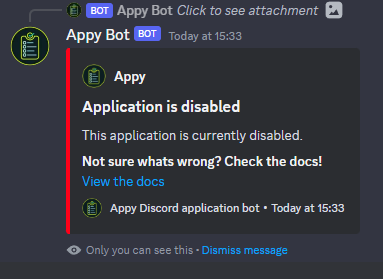 BOT Appy Bot Click to see attachment
Appy Bot BOT Today at 15:33
Appy
Application is disabled
This application is currently disabled.
Not sure whats wrong? Check the docs!
View the docs
Appy Discord application bot • Today at 15:33
Only you can see this • Dismiss message